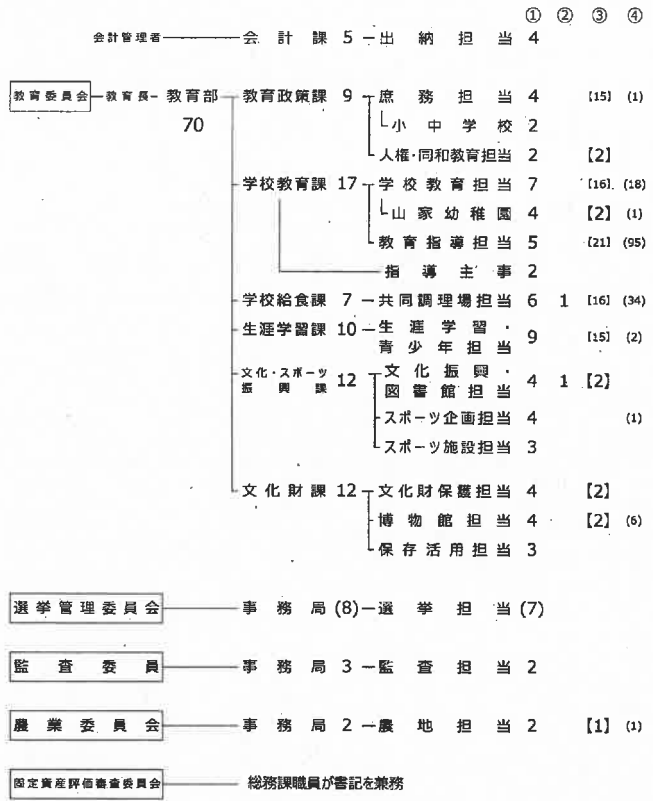 ① ② ③ ④
会計管理者 会計課 5 出納担当 4
教育委員会 教育長 教育部 教育政策課 9 庶務担当 4 【15】 (1)
70 小中学校 2
人権・同和教育担当 2 【2】
学校教育課 17 学校教育担当 7 【16】 (18)
山家幼稚園 4 【2】 (1)
教育指導担当 5 【21】 (95)
指導主事 2
学校給食課 7 共同調理場担当 6 1 【16】 (34)
生涯学習課 10 生涯学習・
青少年担当 9 【15】 (2)
文化・スポーツ
振興課 12 文化振興・
図書館担当 4 1 【2】
スポーツ企画担当 4 (1)
スポーツ施設担当 3
文化財課 12 文化財保護担当 4 【2】
博物館担当 4 【2】 (6)
保存活用担当 3
選挙管理委員会 事務局 (8) 選挙担当 (7)
監査委員 事務局 3 監査担当 2
農業委員会 事務局 2 農地担当 2 【1】 (1)
固定資産評価審査委員会 総務課職員が書記を兼務